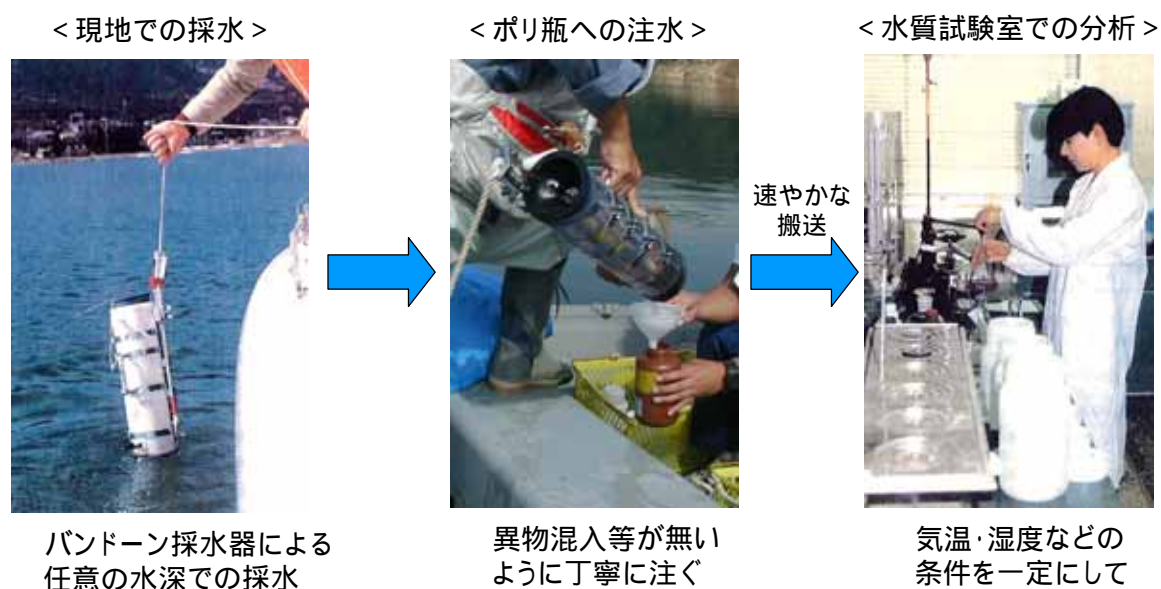 <現地での採水>
<ポリ瓶への注水>
<水質試験室での分析>
速やかな
搬送
バンドーン採水器による
任意の水深での採水
異物混入等が無い
ように丁寧に注ぐ
気温・湿度などの
条件を一定にして